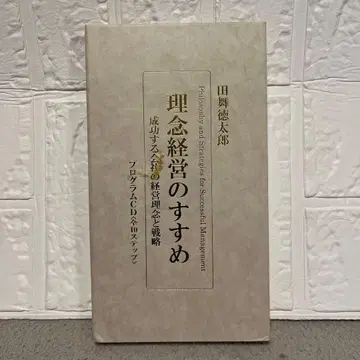 田舞徳太郎
Philosophy and Strategies for Successful Management
理念経営のすすめ
成功する会社の経営理念と戦略
プログラムCD〈全10ステップ〉